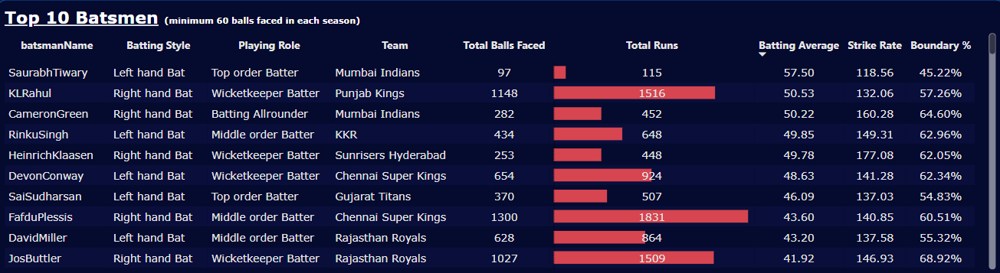 Top 10 Batsmen (minimum 60 balls faced in each season)
batsmanName Batting Style Playing Role Team Total Balls Faced Total Runs Batting Average Strike Rate Boundary %
SaurabhTiwary Left hand Bat Top order Batter Mumbai Indians 97 115 57.50 118.56 45.22%
KLRahul Right hand Bat Wicketkeeper Batter Punjab Kings 1148 1516 50.53 132.06 57.26%
CameronGreen Right hand Bat Batting Allrounder Mumbai Indians 282 452 50.22 160.28 64.60%
RinkuSingh Left hand Bat Middle order Batter KKR 434 648 49.85 149.31 62.96%
HeinrichKlaasen Right hand Bat Wicketkeeper Batter Sunrisers Hyderabad 253 448 49.78 177.08 62.05%
DevonConway Left hand Bat Wicketkeeper Batter Chennai Super Kings 654 924 48.63 141.28 62.34%
SaiSudharsan Left hand Bat Top order Batter Gujarat Titans 370 507 46.09 137.03 54.83%
FafduPlessis Right hand Bat Middle order Batter Chennai Super Kings 1300 1831 43.60 140.85 60.51%
DavidMiller Left hand Bat Middle order Batter Rajasthan Royals 628 864 43.20 137.58 55.32%
JosButtler Right hand Bat Wicketkeeper Batter Rajasthan Royals 1027 1509 41.92 146.93 68.92%